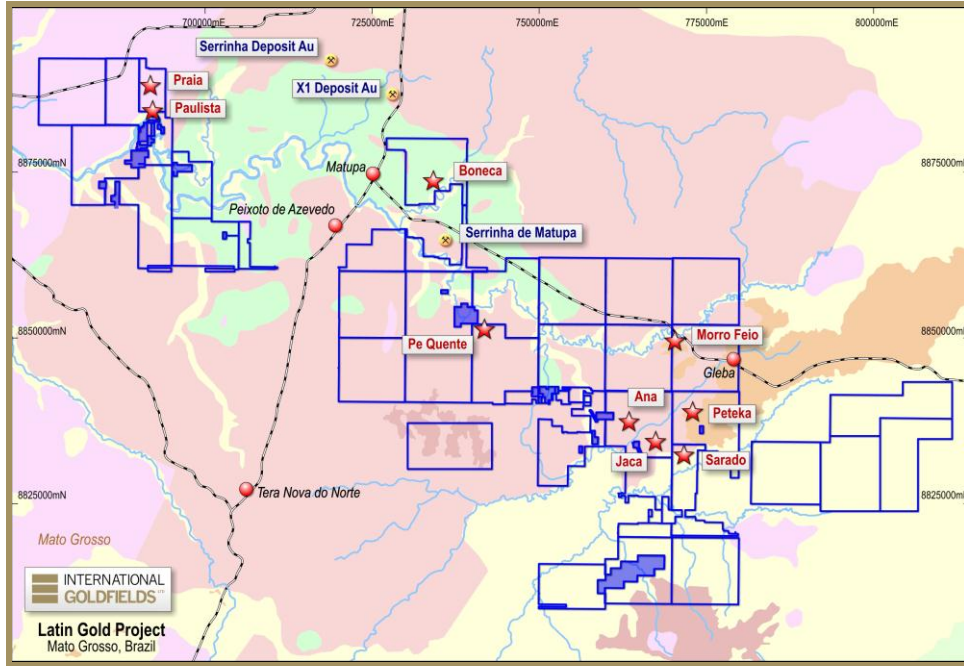 700000mE
725000mE
750000mE
775000mE
800000mE
Serrinha Deposit Au
Praia
X1 Deposit Au
Paulista
8875000mN
8875000mN
Matupa
Boneca
Peixoto de Azevedo
Serrinha de Matupa
8850000mN
8850000mN
Morro Feio
Pe Quente
Gleba
Ana
Peteka
Jaca
Sarado
Tera Nova do Norte
8825000mN
8825000mN
Mato Grosso
INTERNATIONAL
GOLDFIELDS LTD
Latin Gold Project
Mato Grosso, Brazil